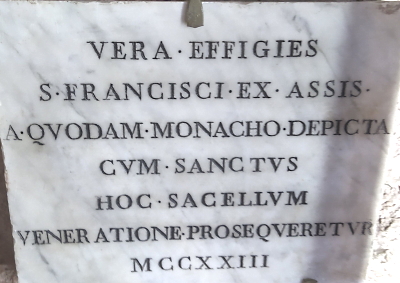 VERA·EFFIGIES
S·FRANCISCI·EX·ASSIS·
A·QVODAM·MONACHO·DEPICTA
CVM·SANCTVS
HOC·SACELLVM
VENERATIONE·PROSEQVERETVR
MCCXXIII